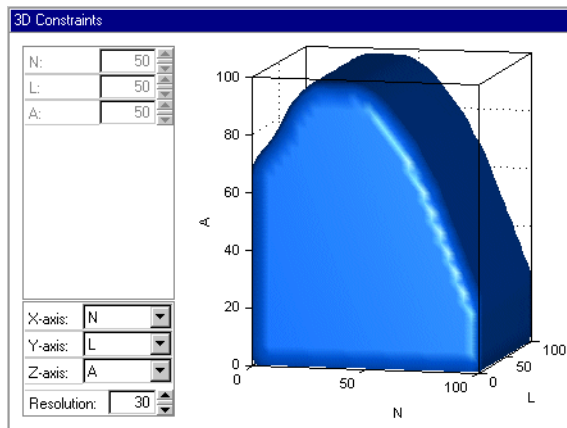 3D Constraints
N: 50
L: 50
A: 50
X-axis: N
Y-axis: L
Z-axis: A
Resolution: 30
100
80
60
40
20
0
A
0
50
100
N
0
50
100
L